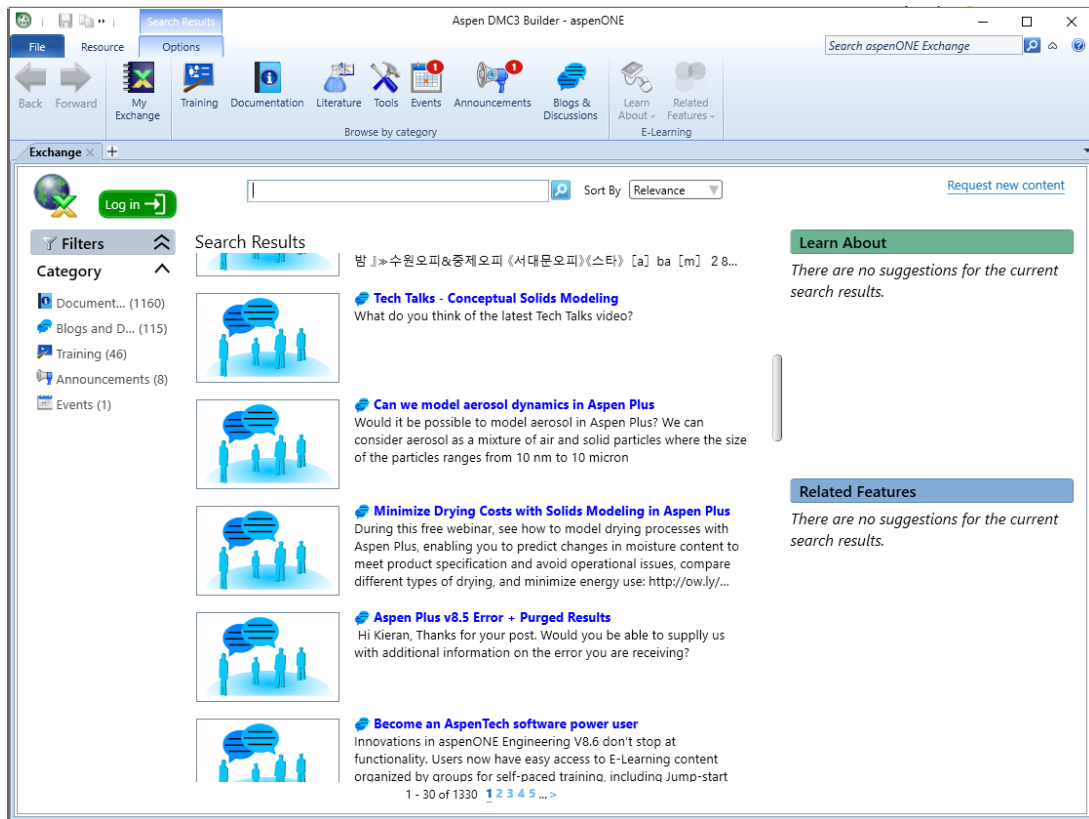 Search Results
Aspen DMC3 Builder - aspenONE
File
Resource
Options
Search aspenONE Exchange
Back
Forward
My
Exchange
Training
Documentation
Literature
Tools
1
Events
1
Announcements
Blogs &
Discussions
Learn
About
Related
Features
Browse by category
E-Learning
Exchange
Log in
Sort By
Relevance
Request new content
Filters
Category
Document... (1160)
Blogs and D... (115)
Training (46)
Announcements (8)
Events (1)
Search Results
밤 』≫수원오피&중제오피 《서대문오피》《스타》 [a] ba [m] 2 8...
Tech Talks - Conceptual Solids Modeling
What do you think of the latest Tech Talks video?
Can we model aerosol dynamics in Aspen Plus
Would it be possible to model aerosol in Aspen Plus? We can
consider aerosol as a mixture of air and solid particles where the size
of the particles ranges from 10 nm to 10 micron
Minimize Drying Costs with Solids Modeling in Aspen Plus
During this free webinar, see how to model drying processes with
Aspen Plus, enabling you to predict changes in moisture content to
meet product specification and avoid operational issues, compare
different types of drying, and minimize energy use: http://ow.ly/...
Aspen Plus v8.5 Error + Purged Results
Hi Kieran, Thanks for your post. Would you be able to supplly us
with additional information on the error you are receiving?
Become an AspenTech software power user
Innovations in aspenONE Engineering V8.6 don't stop at
functionality. Users now have easy access to E-Learning content
organized by groups for self-paced training, including Jump-start
1 - 30 of 1330 1 2 3 4 5 ... >
Learn About
There are no suggestions for the current
search results.
Related Features
There are no suggestions for the current
search results.